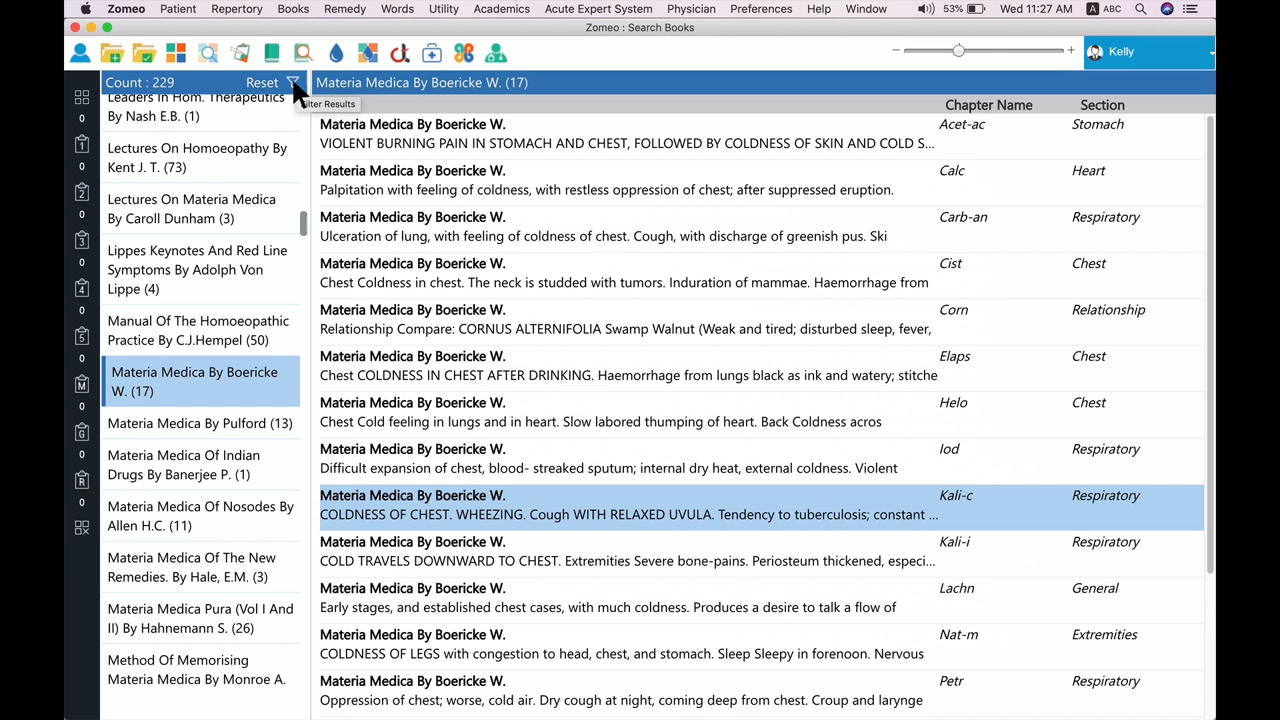 Zomeo Patient Repertory Books Remedy Words Utility Academics Acute Expert System Physician Preferences Help Window 53% Wed 11:27 AM A ABC
Zomeo : Search Books
Kelly
Count : 229 Reset
Filter Results
Materia Medica By Boericke W. (17)
Leaders In Hom. Therapeutics
By Nash E.B. (1)
Lectures On Homoeopathy By
Kent J. T. (73)
Lectures On Materia Medica
By Caroll Dunham (3)
Lippes Keynotes And Red Line
Symptoms By Adolph Von
Lippe (4)
Manual Of The Homoeopathic
Practice By C.J.Hempel (50)
Materia Medica By Boericke
W. (17)
Materia Medica By Pulford (13)
Materia Medica Of Indian
Drugs By Banerjee P. (1)
Materia Medica Of Nosodes By
Allen H.C. (11)
Materia Medica Of The New
Remedies. By Hale, E.M. (3)
Materia Medica Pura (Vol I And
II) By Hahnemann S. (26)
Method Of Memorising
Materia Medica By Monroe A.
0
1
0
2
0
3
0
4
0
5
0
M
0
G
0
R
0
Chapter Name Section
Materia Medica By Boericke W. Acet-ac Stomach
VIOLENT BURNING PAIN IN STOMACH AND CHEST, FOLLOWED BY COLDNESS OF SKIN AND COLD S...
Materia Medica By Boericke W. Calc Heart
Palpitation with feeling of coldness, with restless oppression of chest; after suppressed eruption.
Materia Medica By Boericke W. Carb-an Respiratory
Ulceration of lung, with feeling of coldness of chest. Cough, with discharge of greenish pus. Ski
Materia Medica By Boericke W. Cist Chest
Chest Coldness in chest. The neck is studded with tumors. Induration of mammae. Haemorrhage from
Materia Medica By Boericke W. Corn Relationship
Relationship Compare: CORNUS ALTERNIFOLIA Swamp Walnut (Weak and tired; disturbed sleep, fever,
Materia Medica By Boericke W. Elaps Chest
Chest COLDNESS IN CHEST AFTER DRINKING. Haemorrhage from lungs black as ink and watery; stitche
Materia Medica By Boericke W. Helo Chest
Chest Cold feeling in lungs and in heart. Slow labored thumping of heart. Back Coldness acros
Materia Medica By Boericke W. Iod Respiratory
Difficult expansion of chest, blood- streaked sputum; internal dry heat, external coldness. Violent
Materia Medica By Boericke W. Kali-c Respiratory
COLDNESS OF CHEST. WHEEZING. Cough WITH RELAXED UVULA. Tendency to tuberculosis; constant ...
Materia Medica By Boericke W. Kali-i Respiratory
COLD TRAVELS DOWNWARD TO CHEST. Extremities Severe bone-pains. Periosteum thickened, especi...
Materia Medica By Boericke W. Lachn General
Early stages, and established chest cases, with much coldness. Produces a desire to talk a flow of
Materia Medica By Boericke W. Nat-m Extremities
COLDNESS OF LEGS with congestion to head, chest, and stomach. Sleep Sleepy in forenoon. Nervous
Materia Medica By Boericke W. Petr Respiratory
Oppression of chest; worse, cold air. Dry cough at night, coming deep from chest. Croup and larynge